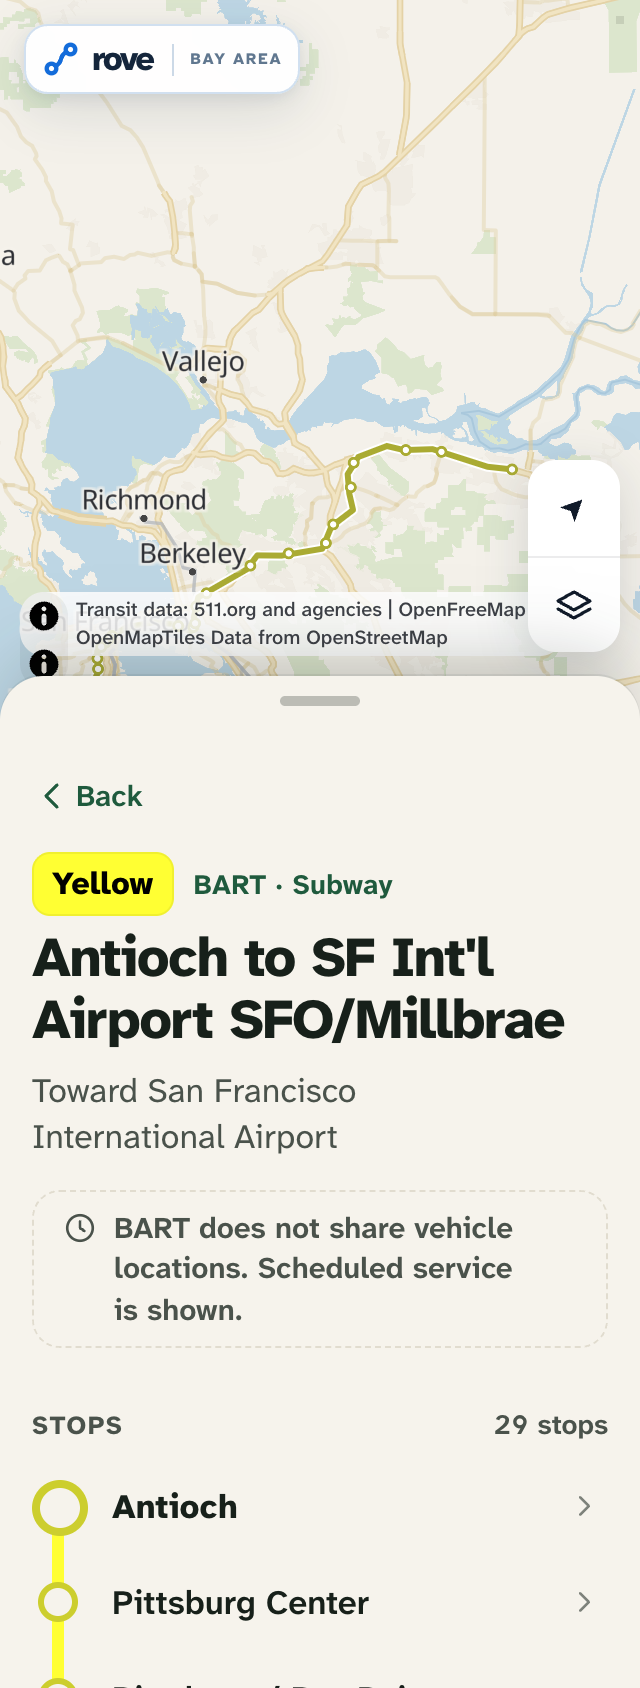 rove
BAY AREA
a
Vallejo
Richmond
Berkeley
San Francisco
Transit data: 511.org and agencies | OpenFreeMap
OpenMapTiles Data from OpenStreetMap
Back
Yellow
BART · Subway
Antioch to SF Int'l
Airport SFO/Millbrae
Toward San Francisco
International Airport
BART does not share vehicle
locations. Scheduled service
is shown.
STOPS
29 stops
Antioch
Pittsburg Center